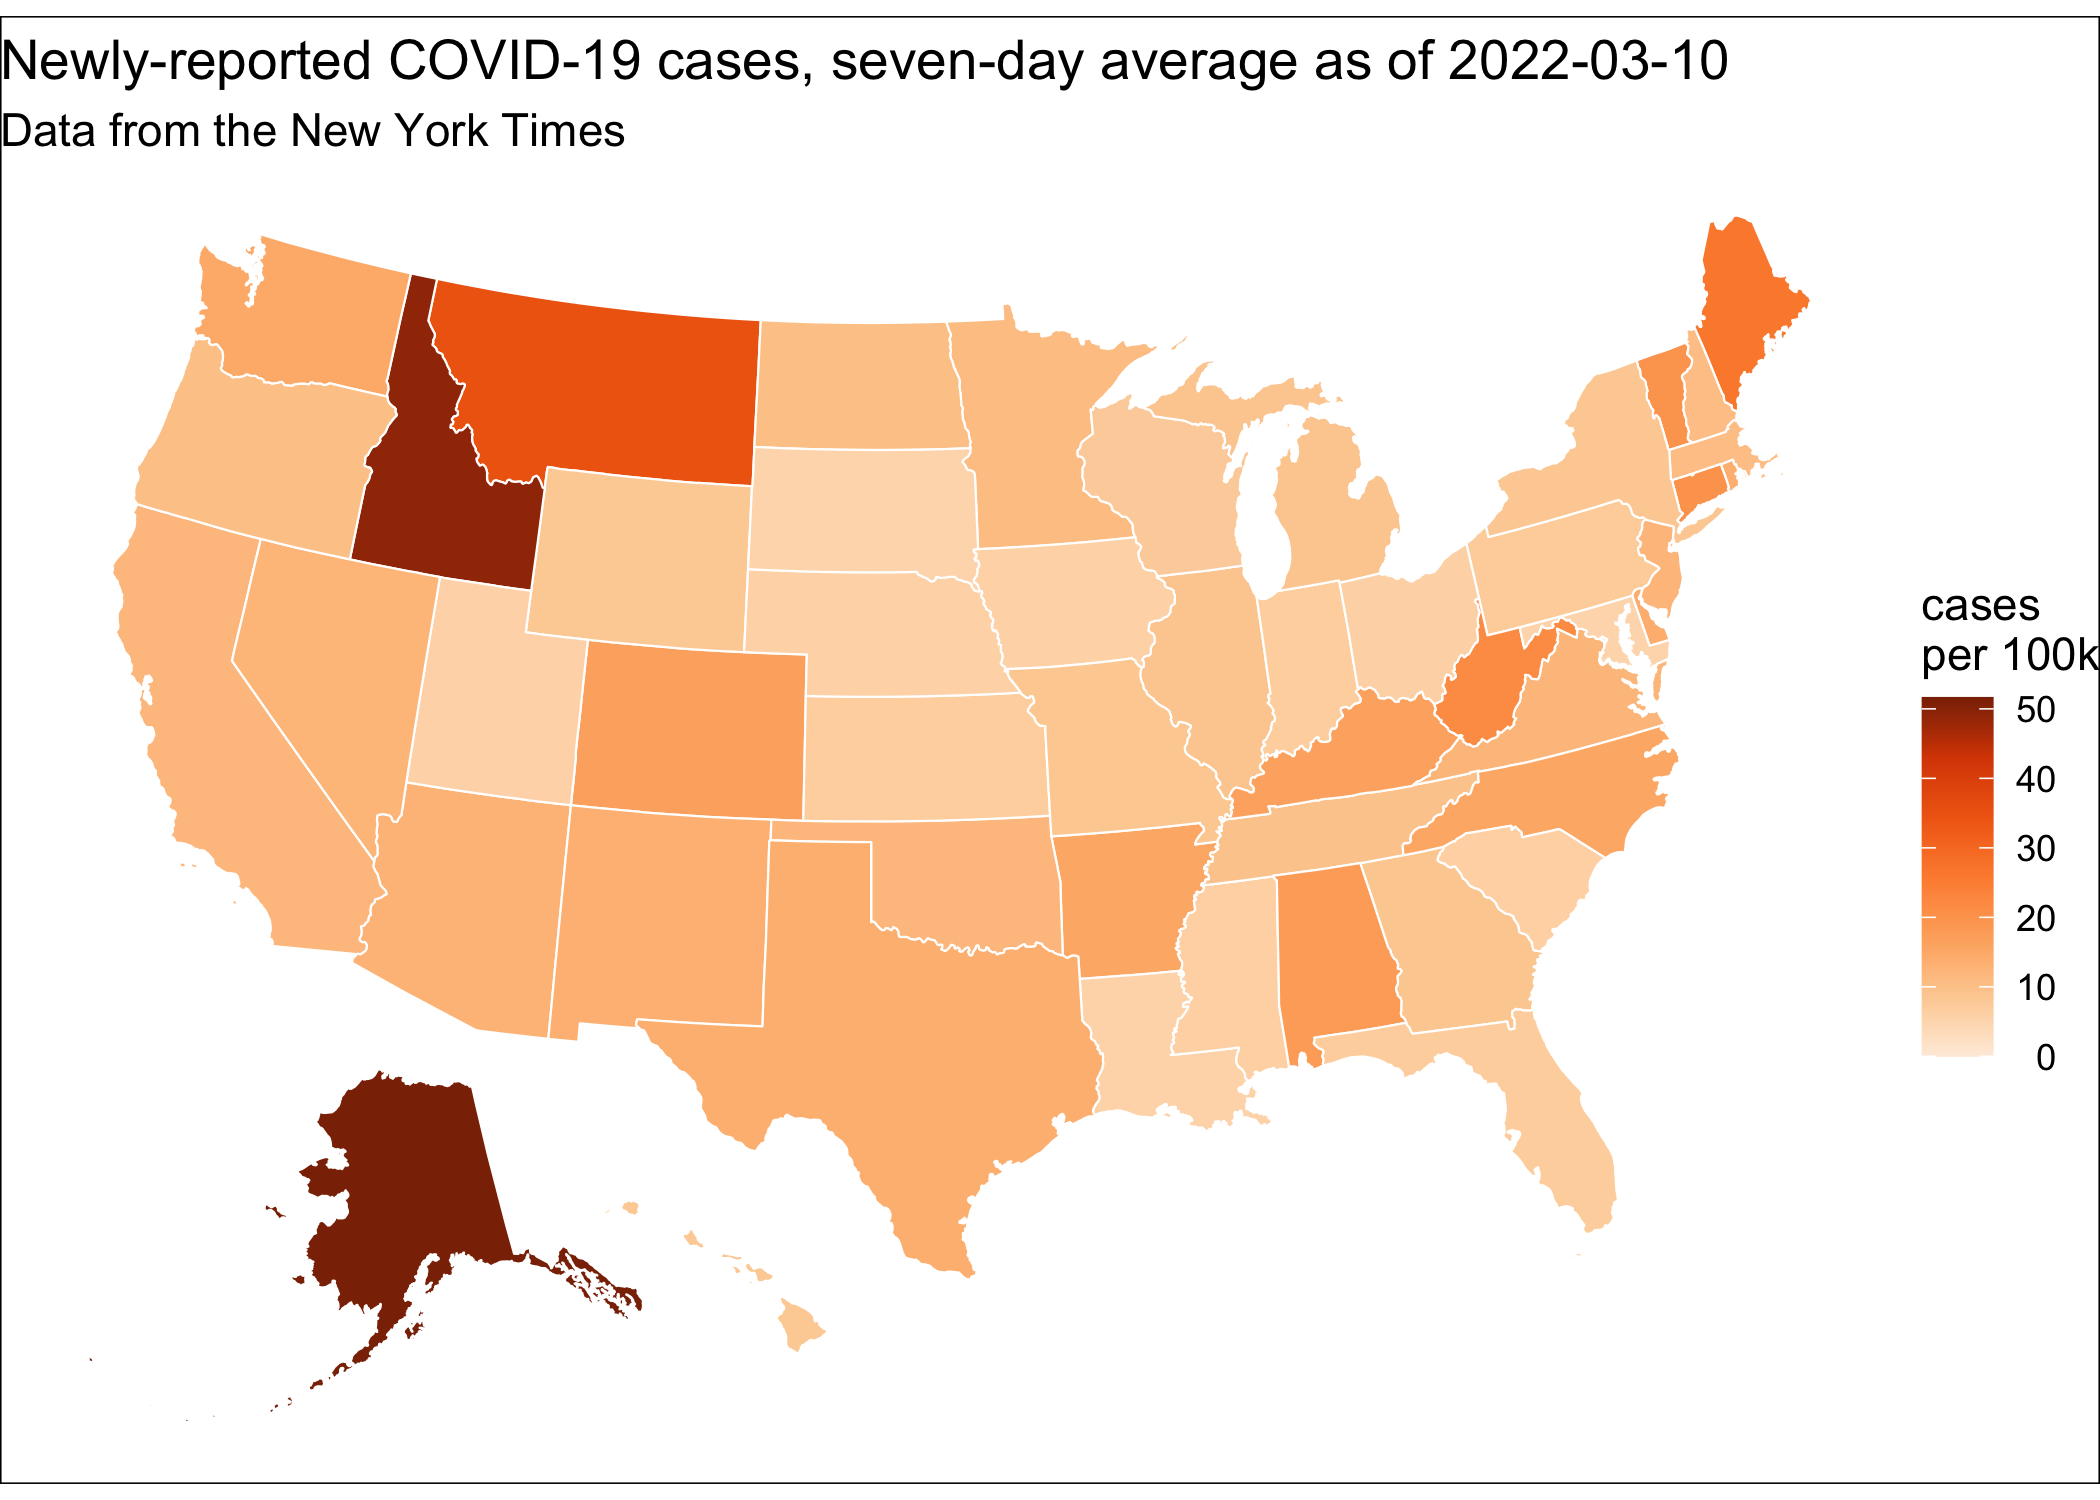 Newly-reported COVID-19 cases, seven-day average as of 2022-03-10
Data from the New York Times
cases
per 100k
50
40
30
20
10
0